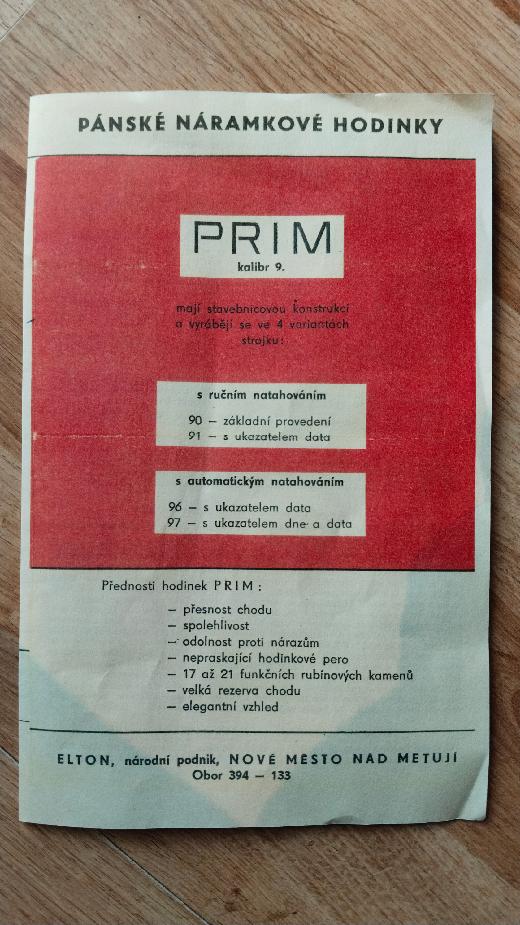 PÁNSKÉ NÁRAMKOVÉ HODINKY
PRIM
kalibr 9.
mají stavebnicovou konstrukci
a vyrábějí se ve 4 variantách
strojku:
s ručním natahováním
90 — základní provedení
91 — s ukazatelem data
s automatickým natahováním
96 — s ukazatelem data
97 — s ukazatelem dne a data
Přednosti hodinek PRIM:
— přesnost chodu
— spolehlivost
— odolnost proti nárazům
— nepraskající hodinkové pero
— 17 až 21 funkčních rubínových kamenů
— velká rezerva chodu
— elegantní vzhled
ELTON, národní podnik, NOVÉ MĚSTO NAD METUJÍ
Obor 394 — 133